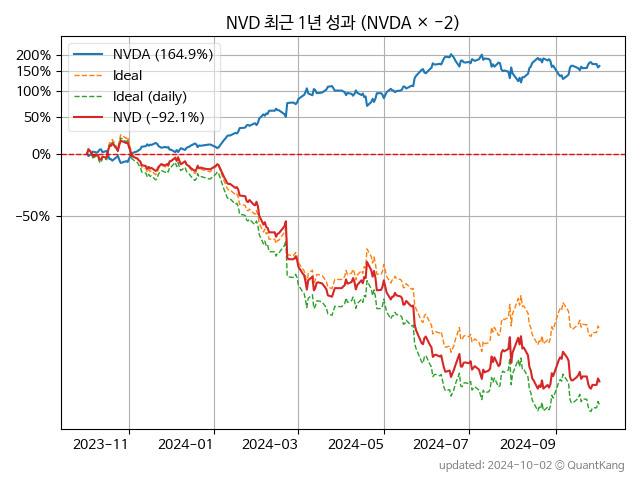 NVD 최근 1년 성과 (NVDA × −2)
200%
150%
100%
50%
0%
−50%
NVDA (164.9%)
Ideal
Ideal (daily)
NVD (−92.1%)
2023-11
2024-01
2024-03
2024-05
2024-07
2024-09
updated: 2024-10-02 © QuantKang